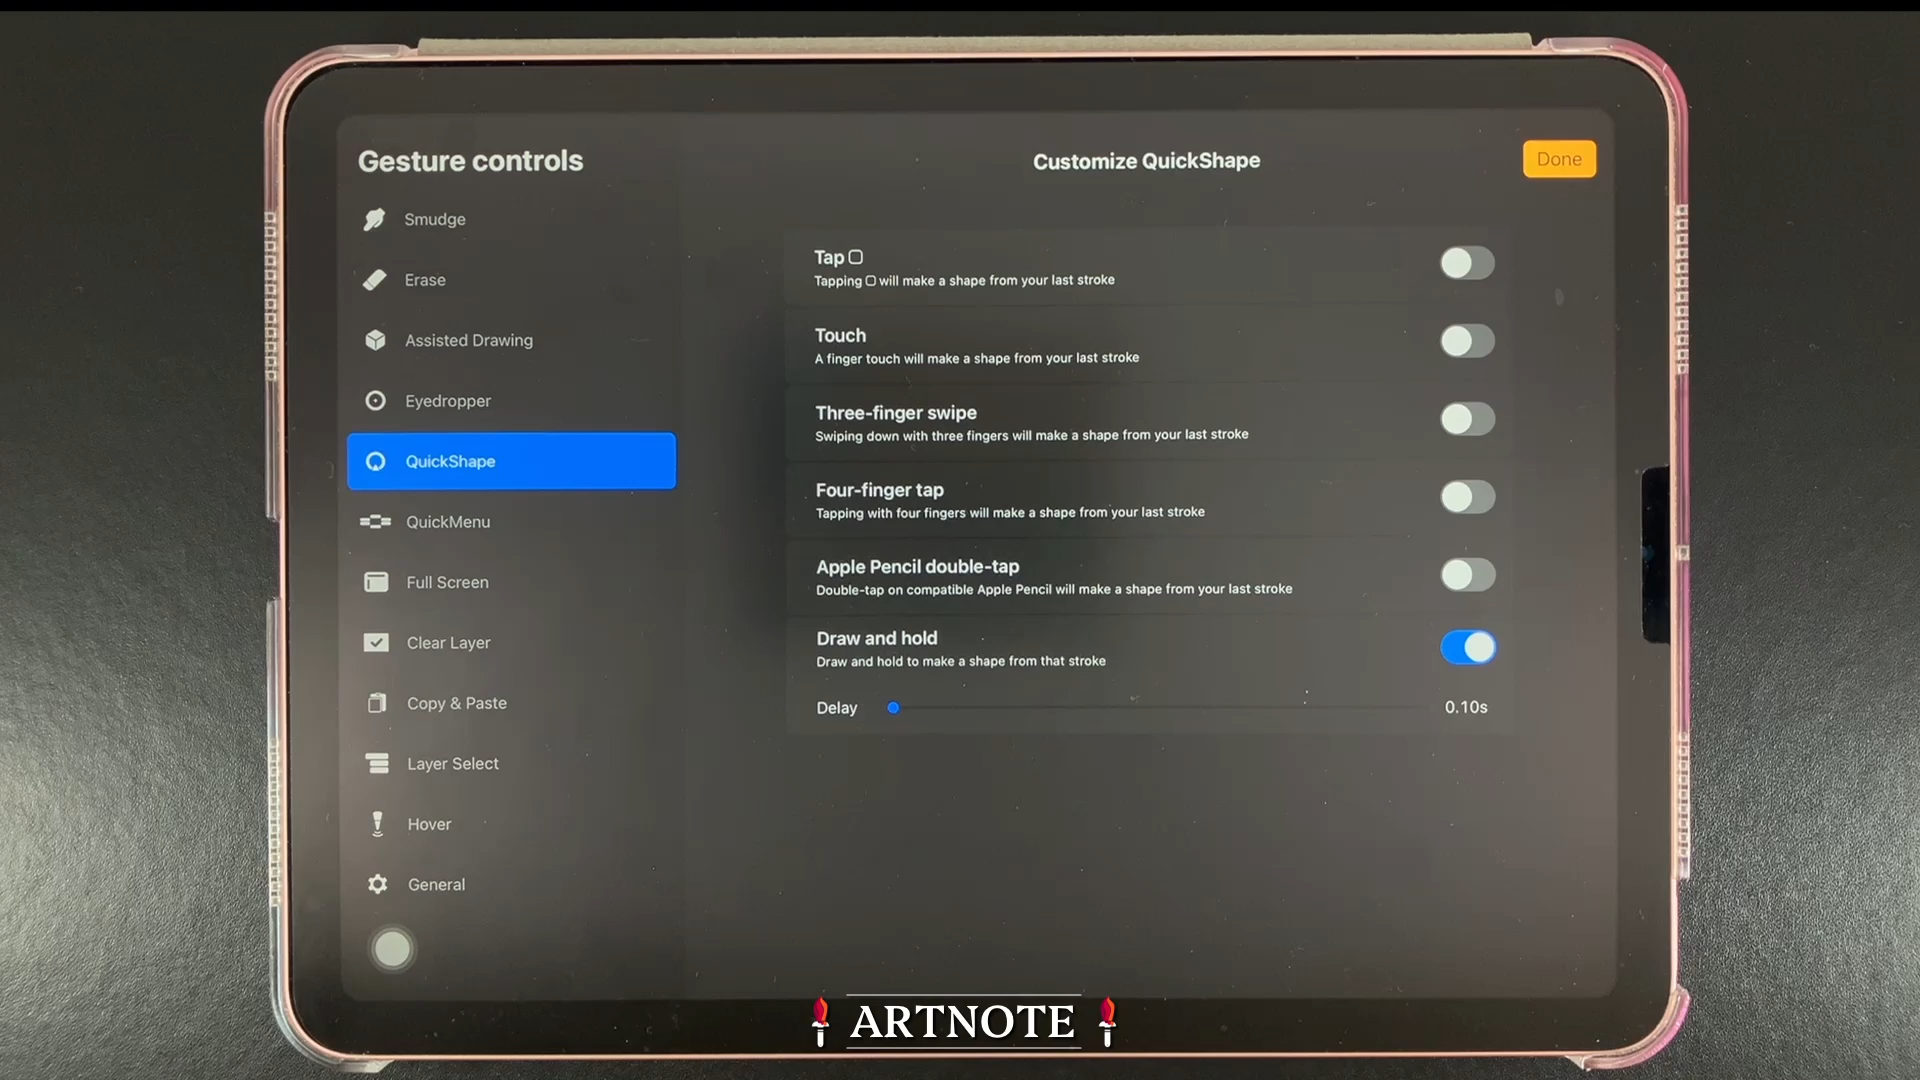 Gesture controls
Customize QuickShape
Done
Smudge
Erase
Assisted Drawing
Eyedropper
QuickShape
QuickMenu
Full Screen
Clear Layer
Copy & Paste
Layer Select
Hover
General
Tap
Tapping will make a shape from your last stroke
Touch
A finger touch will make a shape from your last stroke
Three-finger swipe
Swiping down with three fingers will make a shape from your last stroke
Four-finger tap
Tapping with four fingers will make a shape from your last stroke
Apple Pencil double-tap
Double-tap on compatible Apple Pencil will make a shape from your last stroke
Draw and hold
Draw and hold to make a shape from that stroke
Delay 0.10s
ARTNOTE